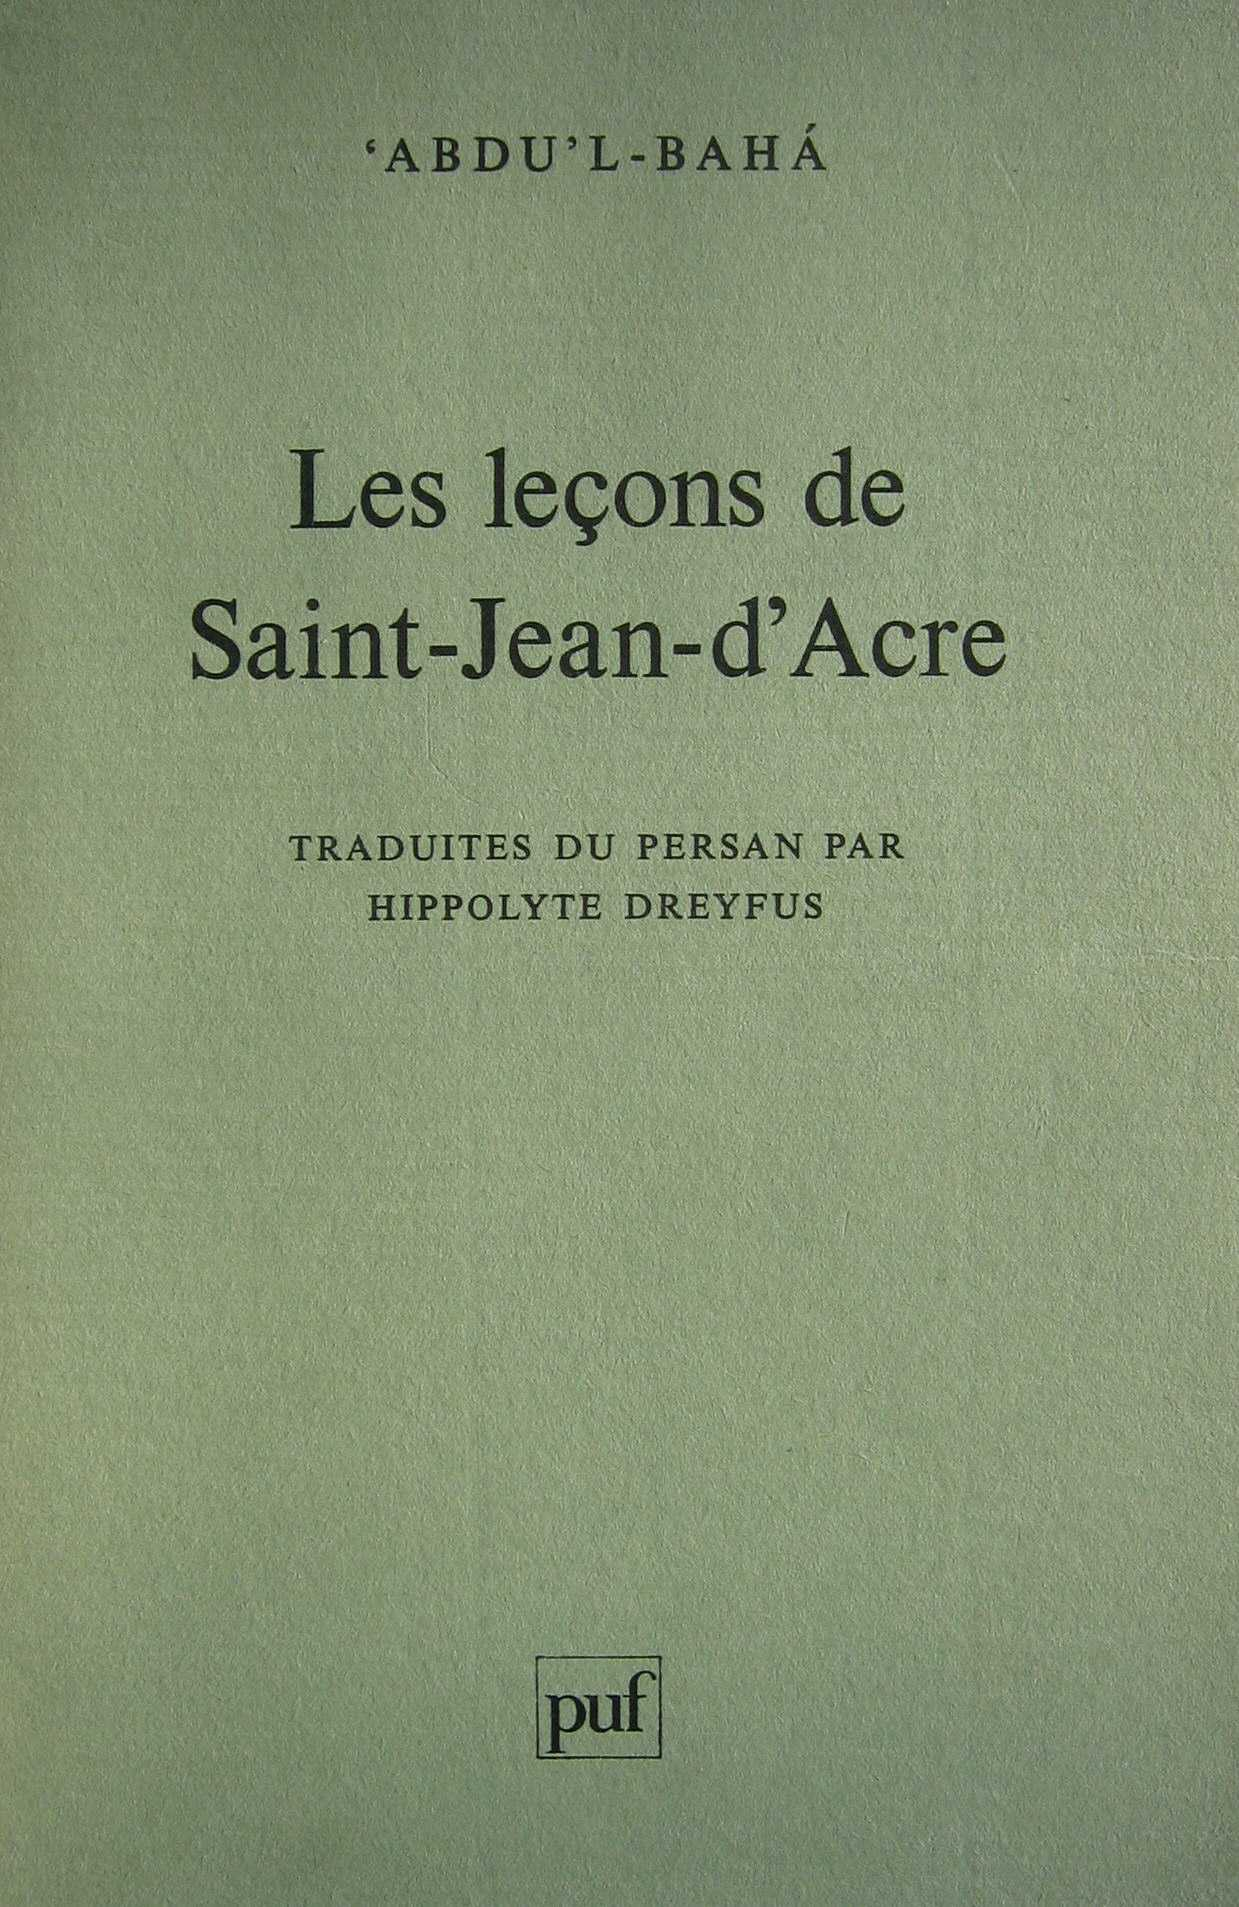 ‘ABDU’L-BAHÁ
Les leçons de
Saint-Jean-d’Acre
TRADUITES DU PERSAN PAR
HIPPOLYTE DREYFUS
puf